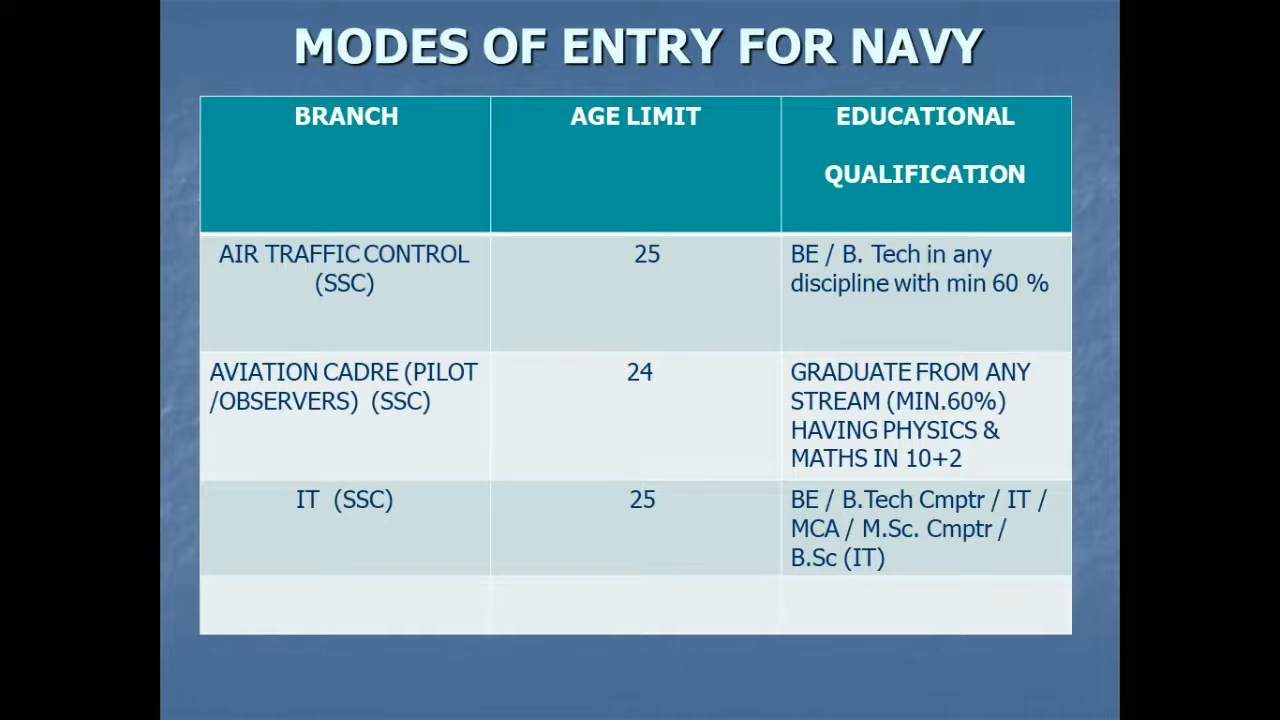 MODES OF ENTRY FOR NAVY
BRANCH
AGE LIMIT
EDUCATIONAL
QUALIFICATION
AIR TRAFFIC CONTROL
(SSC)
25
BE / B. Tech in any
discipline with min 60 %
AVIATION CADRE (PILOT
/OBSERVERS) (SSC)
24
GRADUATE FROM ANY
STREAM (MIN.60%)
HAVING PHYSICS &
MATHS IN 10+2
IT (SSC)
25
BE / B.Tech Cmptr / IT /
MCA / M.Sc. Cmptr /
B.Sc (IT)